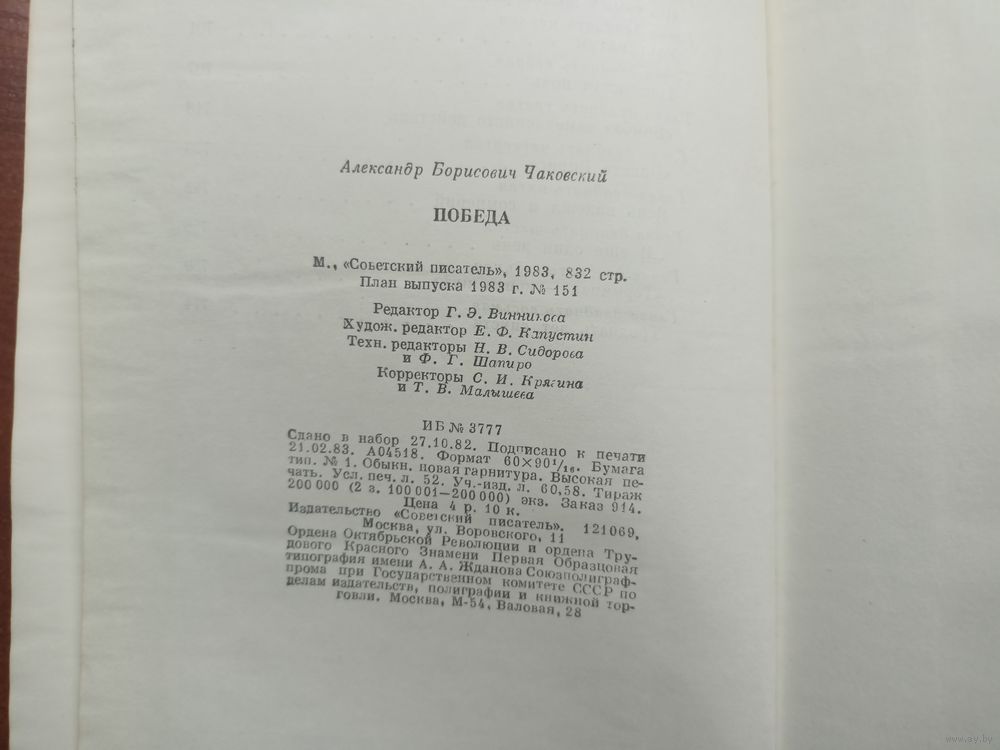 Александр Борисович Чаковский
ПОБЕДА
М., «Советский писатель», 1983, 832 стр.
План выпуска 1983 г. № 151
Редактор Г. Э. Винникова
Худож. редактор Е. Ф. Капустин
Техн. редакторы Н. В. Сидорова
и Ф. Г. Шапиро
Корректоры С. И. Крягина
и Т. В. Малышева
ИБ № 3777
Сдано в набор 27.10.82. Подписано к печати
21.02.83. А04518. Формат 60×90 1/16. Бумага
тип. № 1. Обыкн. новая гарнитура. Высокая пе-
чать. Усл. печ. л. 52. Уч.-изд. л. 60,58. Тираж
200 000 (2 з. 100 001—200 000) экз. Заказ 914.
Цена 4 р. 10 к.
Издательство «Советский писатель». 121069,
Москва, ул. Воровского, 11
Ордена Октябрьской Революции и ордена Тру-
дового Красного Знамени Первая Образцовая
типография имени А. А. Жданова Союзполиграф-
прома при Государственном комитете СССР по
делам издательств, полиграфии и книжной тор-
говли. Москва, М-54, Валовая, 28
www.ay.by